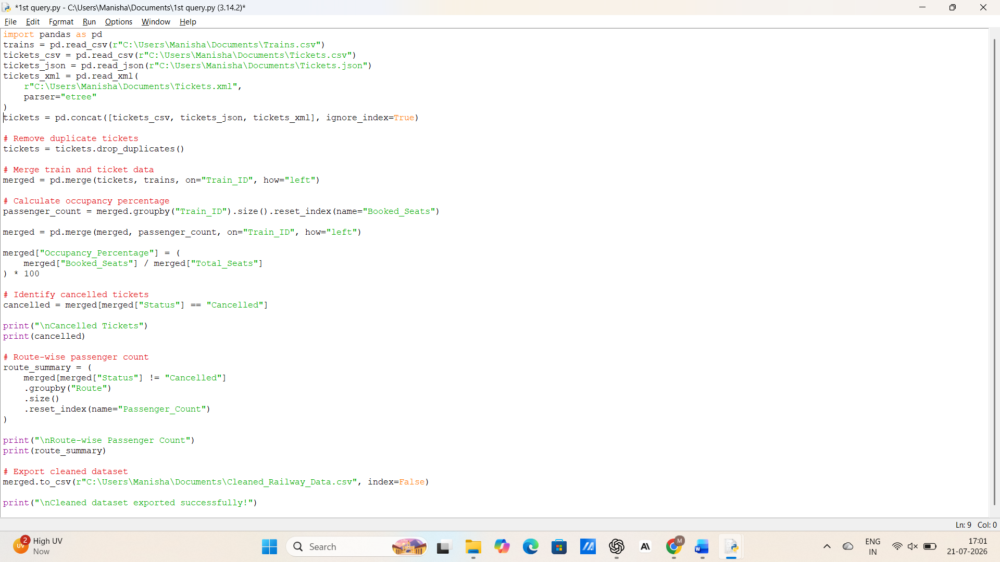 *1st query.py - C:\Users\Manisha\Documents\1st query.py (3.14.2)*
File Edit Format Run Options Window Help
import pandas as pd
trains = pd.read_csv(r"C:\Users\Manisha\Documents\Trains.csv")
tickets_csv = pd.read_csv(r"C:\Users\Manisha\Documents\Tickets.csv")
tickets_json = pd.read_json(r"C:\Users\Manisha\Documents\Tickets.json")
tickets_xml = pd.read_xml(
    r"C:\Users\Manisha\Documents\Tickets.xml",
    parser="etree"
)
tickets = pd.concat([tickets_csv, tickets_json, tickets_xml], ignore_index=True)
# Remove duplicate tickets
tickets = tickets.drop_duplicates()
# Merge train and ticket data
merged = pd.merge(tickets, trains, on="Train_ID", how="left")
# Calculate occupancy percentage
passenger_count = merged.groupby("Train_ID").size().reset_index(name="Booked_Seats")
merged = pd.merge(merged, passenger_count, on="Train_ID", how="left")
merged["Occupancy_Percentage"] = (
    merged["Booked_Seats"] / merged["Total_Seats"]
) * 100
# Identify cancelled tickets
cancelled = merged[merged["Status"] == "Cancelled"]
print("\nCancelled Tickets")
print(cancelled)
# Route-wise passenger count
route_summary = (
    merged[merged["Status"] != "Cancelled"]
    .groupby("Route")
    .size()
    .reset_index(name="Passenger_Count")
)
print("\nRoute-wise Passenger Count")
print(route_summary)
# Export cleaned dataset
merged.to_csv(r"C:\Users\Manisha\Documents\Cleaned_Railway_Data.csv", index=False)
print("\nCleaned dataset exported successfully!")
Ln: 9 Col: 0
UV 2 High UV
Now
Search
AI
M
W
ENG
IN
17:01
21-07-2026